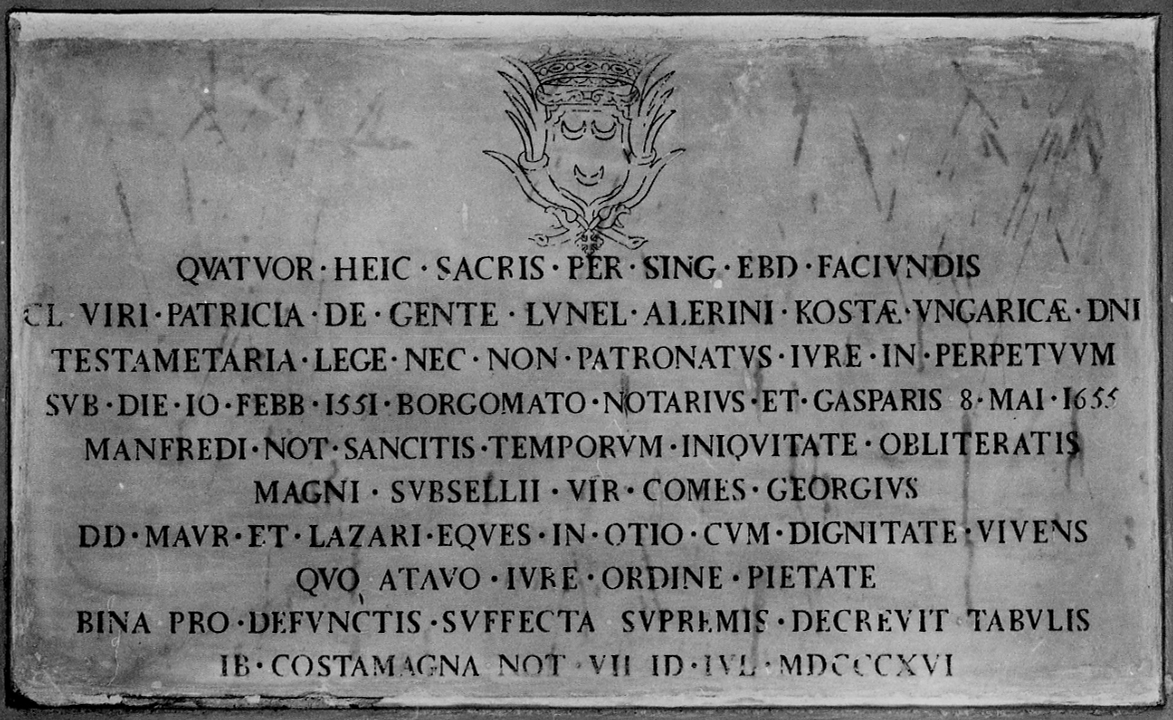 QVATVOR · HEIC · SACRIS · PER · SING · EBD · FACIVNDIS
CL VIRI · PATRICIA · DE · GENTE · LVNEL · ALERINI · KOSTÆ · VNGARICÆ · DNI
TESTAMETARIA · LEGE · NEC · NON · PATRONATVS · IVRE · IN · PERPETVVM
SVB · DIE · 10 · FEBB · 1551 · BORGOMATO · NOTARIVS · ET · GASPARIS 8 · MAI · 1655
MANFREDI · NOT · SANCITIS · TEMPORVM · INIQVITATE · OBLITERATIS
MAGNI · SVBSELLII · VIR · COMES · GEORGIVS
DD · MAVR · ET · LAZARI · EQVES · IN · OTIO · CVM · DIGNITATE · VIVENS
QVO ATAVO · IVRE · ORDINE · PIETATE
BINA PRO · DEFVNCTIS · SVFFECTA SVPREMIS · DECREVIT TABVLIS
IB · COSTAMAGNA NOT · VII ID · IVL · MDCCCXVI